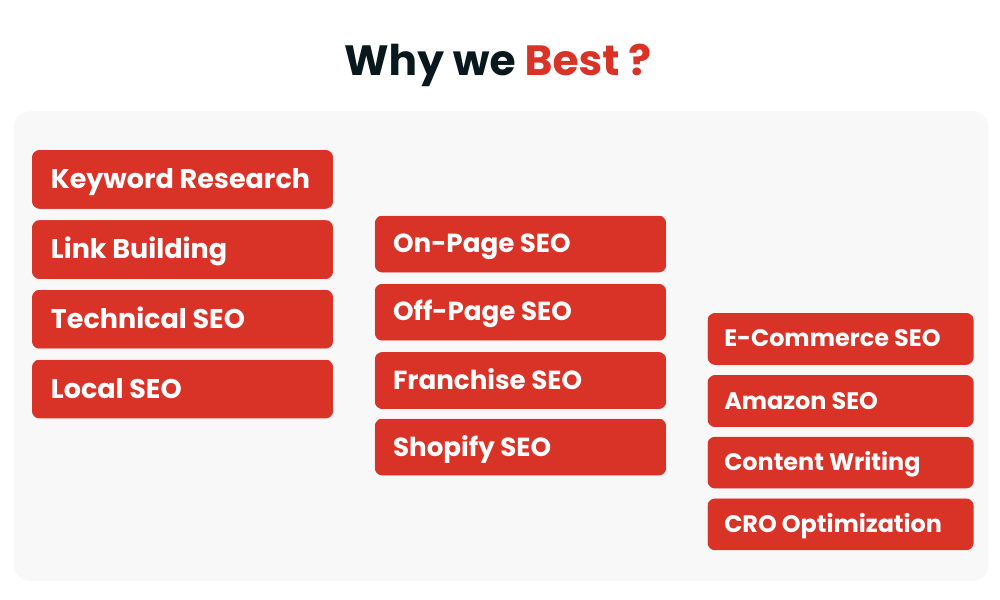 Why we Best ?
Keyword Research
Link Building
Technical SEO
Local SEO
On-Page SEO
Off-Page SEO
Franchise SEO
Shopify SEO
E-Commerce SEO
Amazon SEO
Content Writing
CRO Optimization